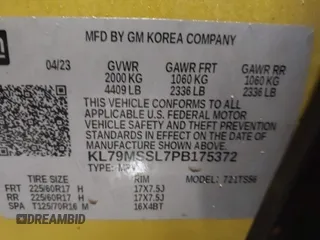 MFD BY GM KOREA COMPANY
04/23 GVWR GAWR FRT GAWR RR
2000 KG 1060 KG 1060 KG
4409 LB 2336 LB 2336 LB
THIS VEHICLE CONFORMS TO ALL
APPLICABLE U.S. FEDERAL MOTOR
VEHICLE SAFETY AND THEFT PREVENTION
STANDARDS IN EFFECT ON THE DATE OF
MANUFACTURE SHOWN ABOVE.
KL79MSSL7PB175372
TYPE: MODEL:
TIRE SIZE RIM
FRT 225/60R17 H 17X7.5J
RR 225/60R17 H 17X7.5J
SPA T125/70R16 M 16X4BT
DREAMBID